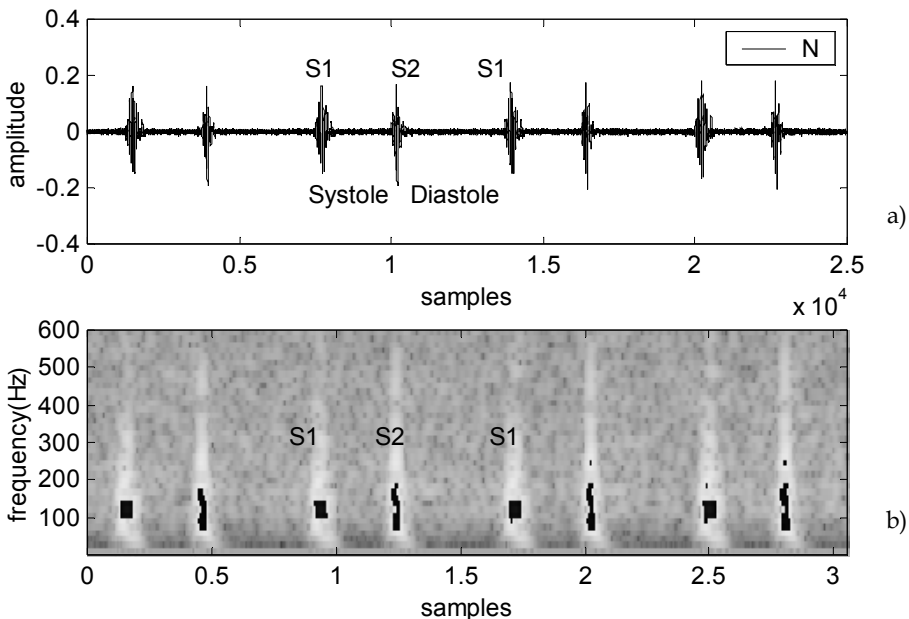 0.4
N
S1 S2 S1
0.2
amplitude
0
-0.2
Systole Diastole
a)
-0.4
0 0.5 1 1.5 2 2.5
samples
x 10^4
600
500
400
frequency(Hz)
300
S1 S2 S1
200
100
b)
0 0.5 1 1.5 2 2.5 3
samples